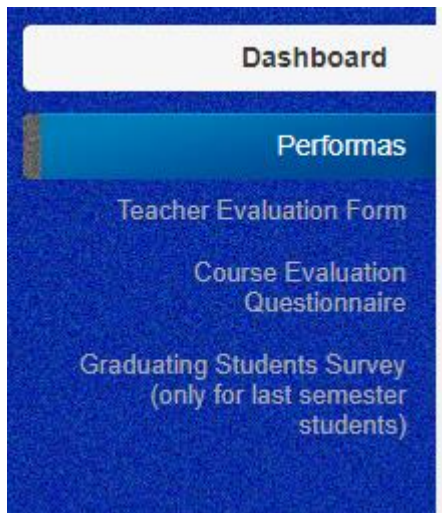 Dashboard
Performas
Teacher Evaluation Form
Course Evaluation
Questionnaire
Graduating Students Survey
(only for last semester
students)